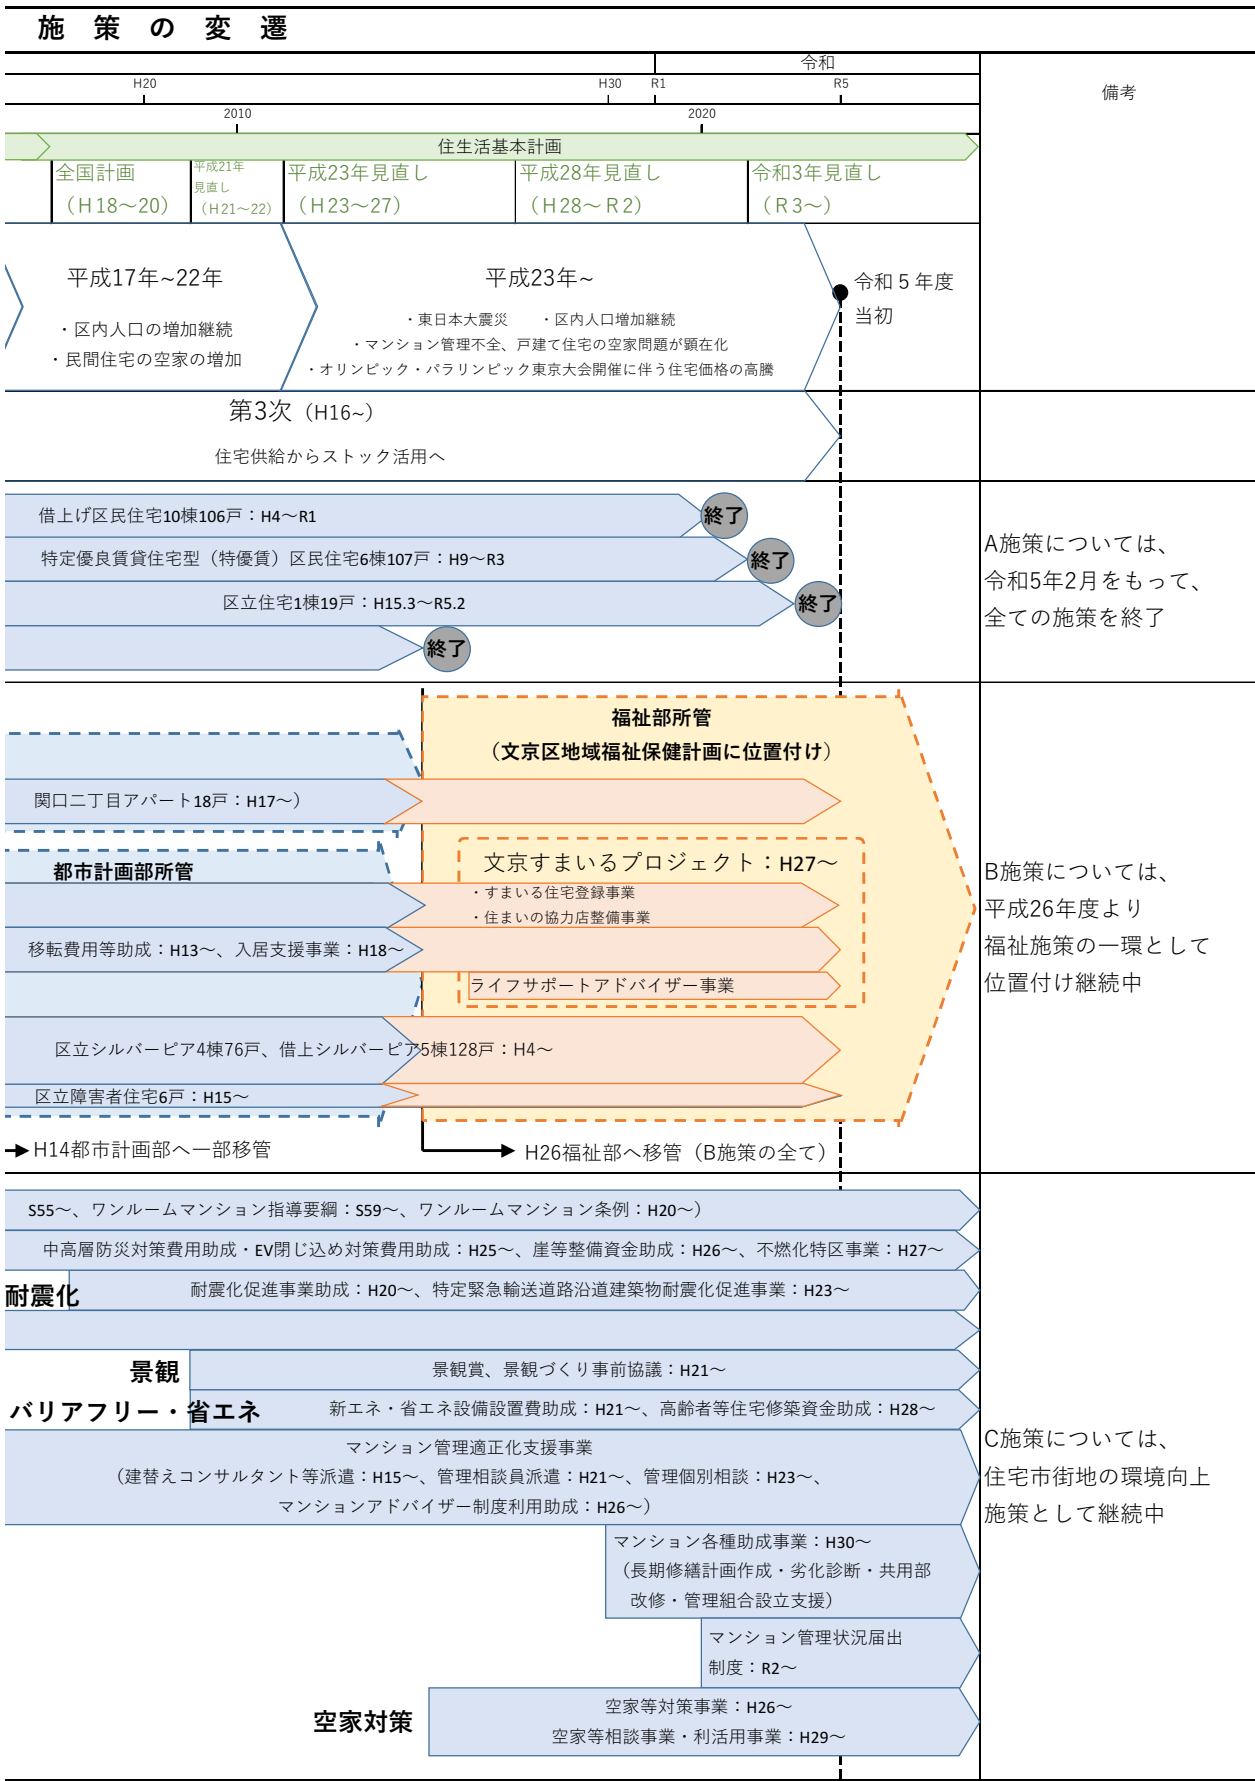 施策の変遷
令和
H20
H30
R1
R5
備考
2010
2020
住生活基本計画
全国計画
（H18～20）
平成21年
見直し
（H21～22）
平成23年見直し
（H23～27）
平成28年見直し
（H28～R2）
令和3年見直し
（R3～）
平成17年~22年
・区内人口の増加継続
・民間住宅の空家の増加
平成23年~
・東日本大震災　・区内人口増加継続
・マンション管理不全、戸建て住宅の空家問題が顕在化
・オリンピック・パラリンピック東京大会開催に伴う住宅価格の高騰
令和５年度
当初
第3次（H16~）
住宅供給からストック活用へ
借上げ区民住宅10棟106戸：H4～R1
終了
特定優良賃貸住宅型（特優賃）区民住宅6棟107戸：H9～R3
終了
区立住宅1棟19戸：H15.3～R5.2
終了
終了
A施策については、
令和5年2月をもって、
全ての施策を終了
福祉部所管
（文京区地域福祉保健計画に位置付け）
関口二丁目アパート18戸：H17～）
都市計画部所管
文京すまいるプロジェクト：H27～
・すまいる住宅登録事業
・住まいの協力店整備事業
移転費用等助成：H13～、入居支援事業：H18～
ライフサポートアドバイザー事業
区立シルバーピア4棟76戸、借上シルバーピア5棟128戸：H4～
区立障害者住宅6戸：H15～
H14都市計画部へ一部移管
H26福祉部へ移管（B施策の全て）
B施策については、
平成26年度より
福祉施策の一環として
位置付け継続中
S55～、ワンルームマンション指導要綱：S59～、ワンルームマンション条例：H20～）
中高層防災対策費用助成・EV閉じ込め対策費用助成：H25～、崖等整備資金助成：H26～、不燃化特区事業：H27～
耐震化
耐震化促進事業助成：H20～、特定緊急輸送道路沿道建築物耐震化促進事業：H23～
景観
景観賞、景観づくり事前協議：H21～
バリアフリー・省エネ
新エネ・省エネ設備設置費助成：H21～、高齢者等住宅修築資金助成：H28～
マンション管理適正化支援事業
（建替えコンサルタント等派遣：H15～、管理相談員派遣：H21～、管理個別相談：H23～、
マンションアドバイザー制度利用助成：H26～）
マンション各種助成事業：H30～
（長期修繕計画作成・劣化診断・共用部
改修・管理組合設立支援）
マンション管理状況届出
制度：R2～
空家対策
空家等対策事業：H26～
空家等相談事業・利活用事業：H29～
C施策については、
住宅市街地の環境向上
施策として継続中